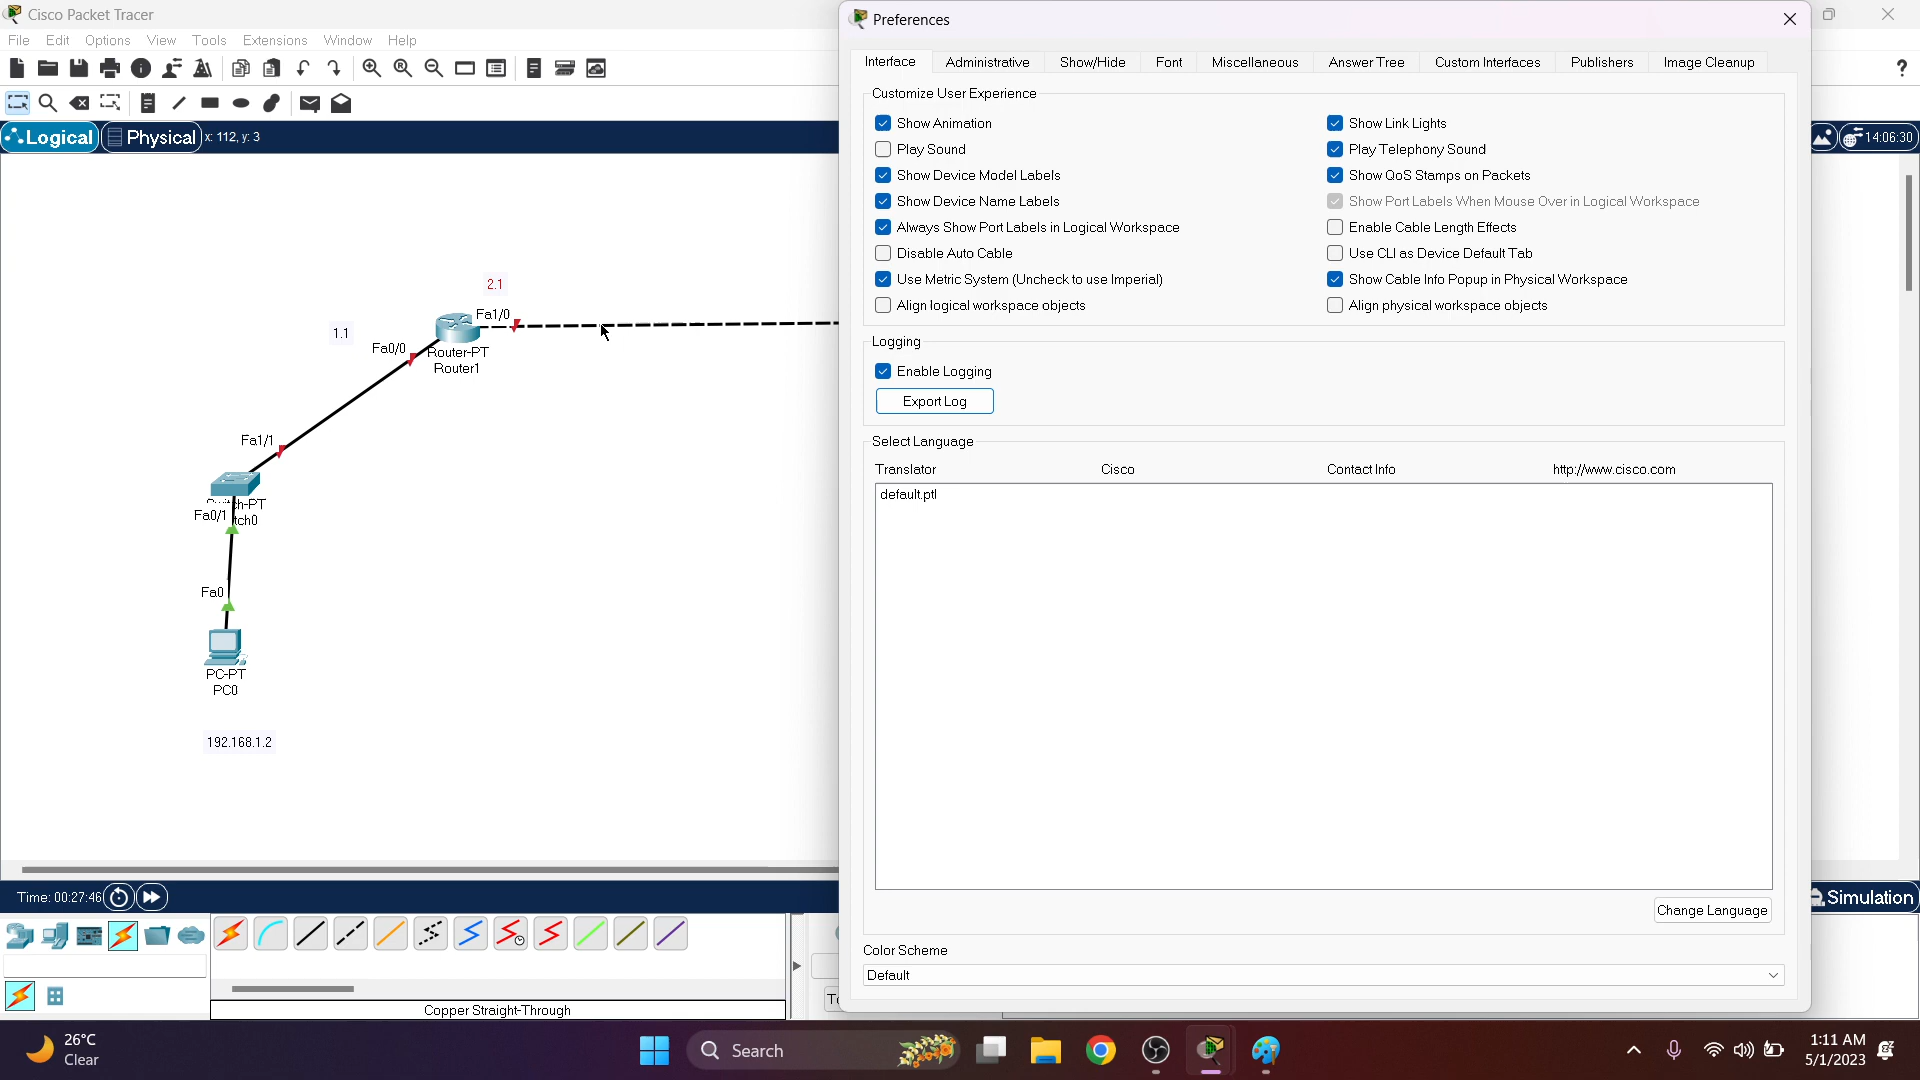 Cisco Packet Tracer
File Edit Options View Tools Extensions Window Help
Logical
Physical
x: 112, y: 3
2.1
Fa1/0
1.1
Fa0/0
Router-PT
Router1
Fa1/1
Fa0/1
Fa0
PC-PT
PC0
192.168.1.2
Time: 00:27:46
Copper Straight-Through
Preferences
Interface Administrative Show/Hide Font Miscellaneous Answer Tree Custom Interfaces Publishers Image Cleanup
?
Customize User Experience
Show Animation
Show Link Lights
Play Sound
Play Telephony Sound
Show Device Model Labels
Show QoS Stamps on Packets
Show Device Name Labels
Show Port Labels When Mouse Over in Logical Workspace
Always Show Port Labels in Logical Workspace
Enable Cable Length Effects
Disable Auto Cable
Use CLI as Device Default Tab
Use Metric System (Uncheck to use Imperial)
Show Cable Info Popup in Physical Workspace
Align logical workspace objects
Align physical workspace objects
Logging
Enable Logging
Export Log
Select Language
Translator Cisco Contact Info http://www.cisco.com
default.ptl
Change Language
Color Scheme
Default
14:06:30
Simulation
26°C
Clear
Search
1:11 AM
5/1/2023